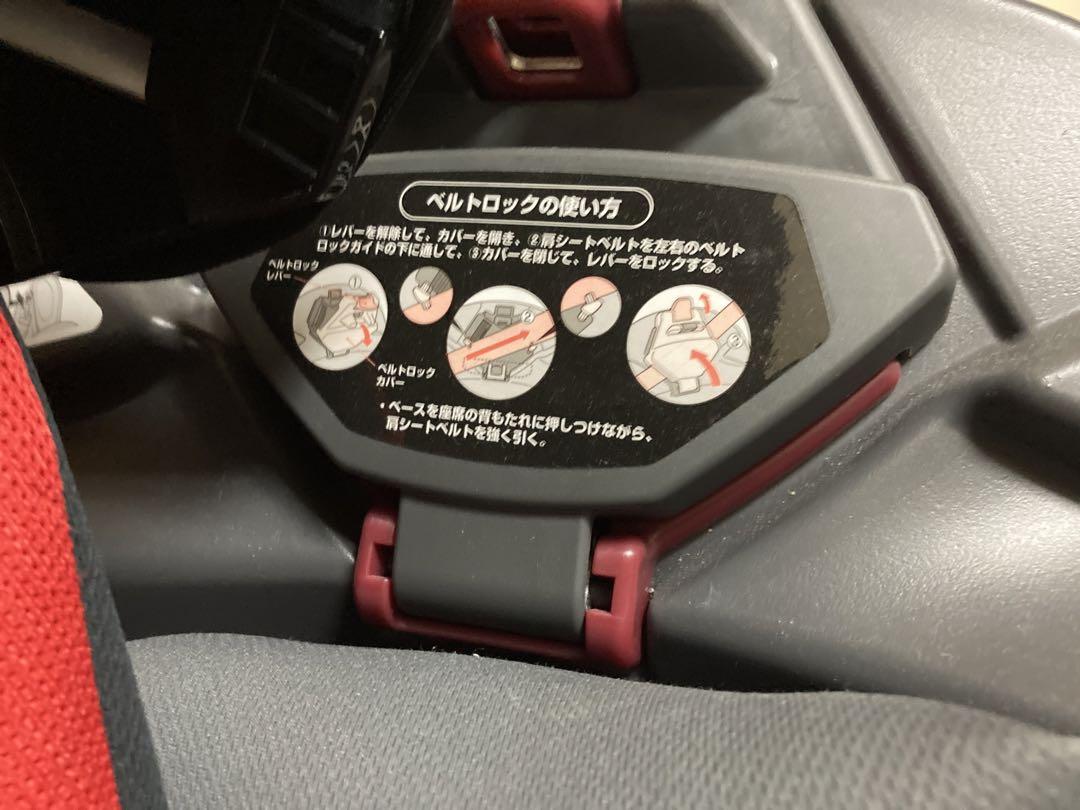 ベルトロックの使い方
①レバーを解除して、カバーを開き、②肩シートベルトを左右のベルト
ロックガイドの下に通して、③カバーを閉じて、レバーをロックする。
ベルトロック
レバー
①
②
③
ベルトロック
カバー
・ベースを座席の背もたれに押しつけながら、
肩シートベルトを強く引く。